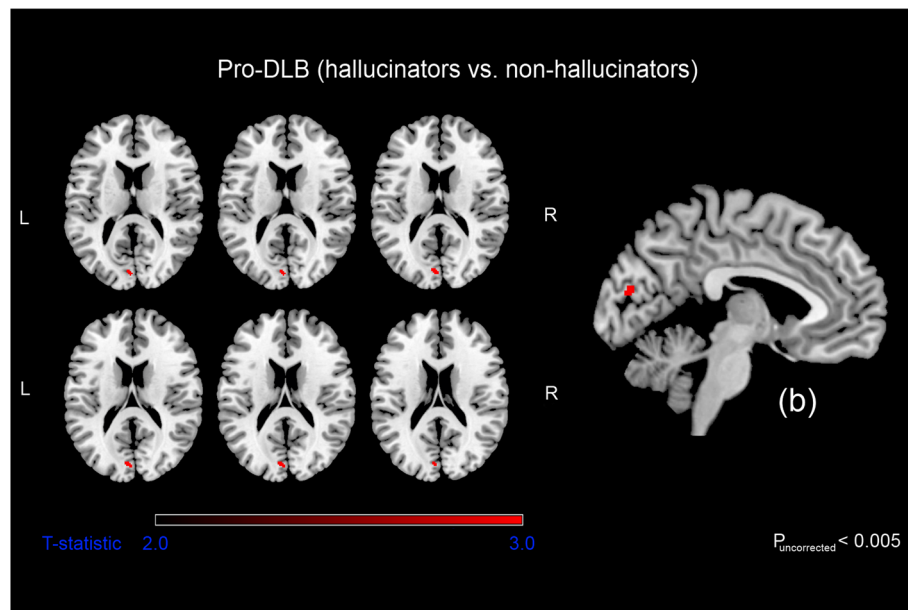 Pro-DLB (hallucinators vs. non-hallucinators)
L
R
L
R
(b)
T-statistic 2.0 3.0
Puncorrected < 0.005